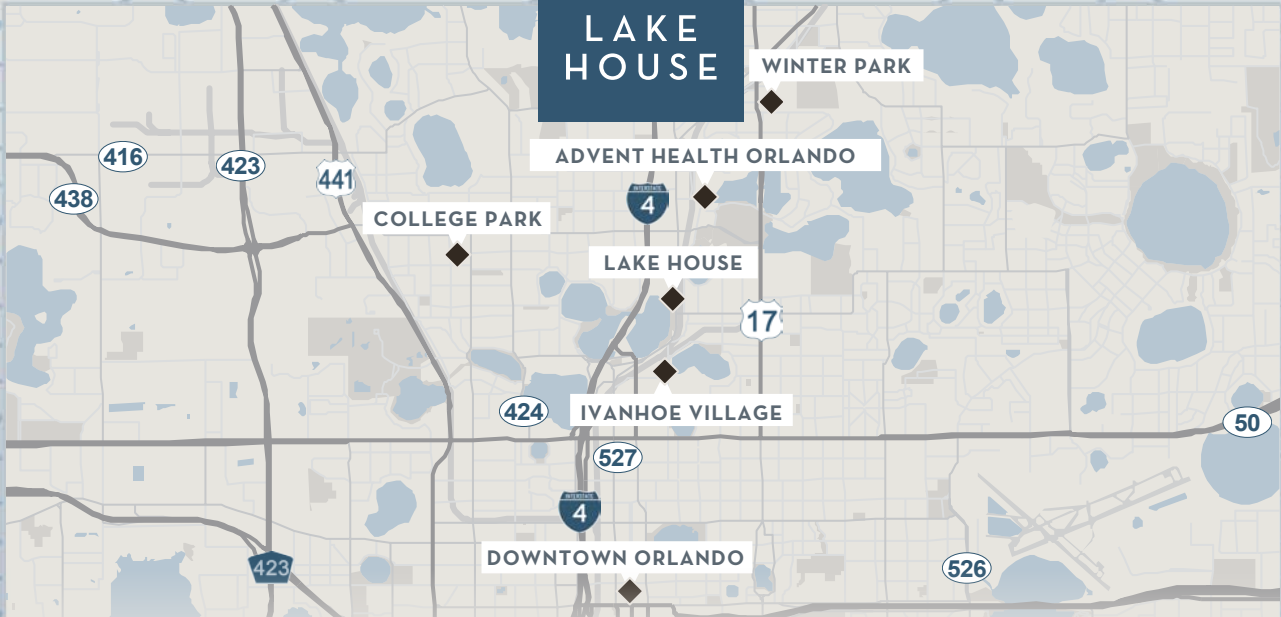 LAKE
HOUSE
WINTER PARK
ADVENT HEALTH ORLANDO
416
423
441
438
INTERSTATE
4
COLLEGE PARK
LAKE HOUSE
17
424
IVANHOE VILLAGE
50
527
INTERSTATE
4
DOWNTOWN ORLANDO
423
526